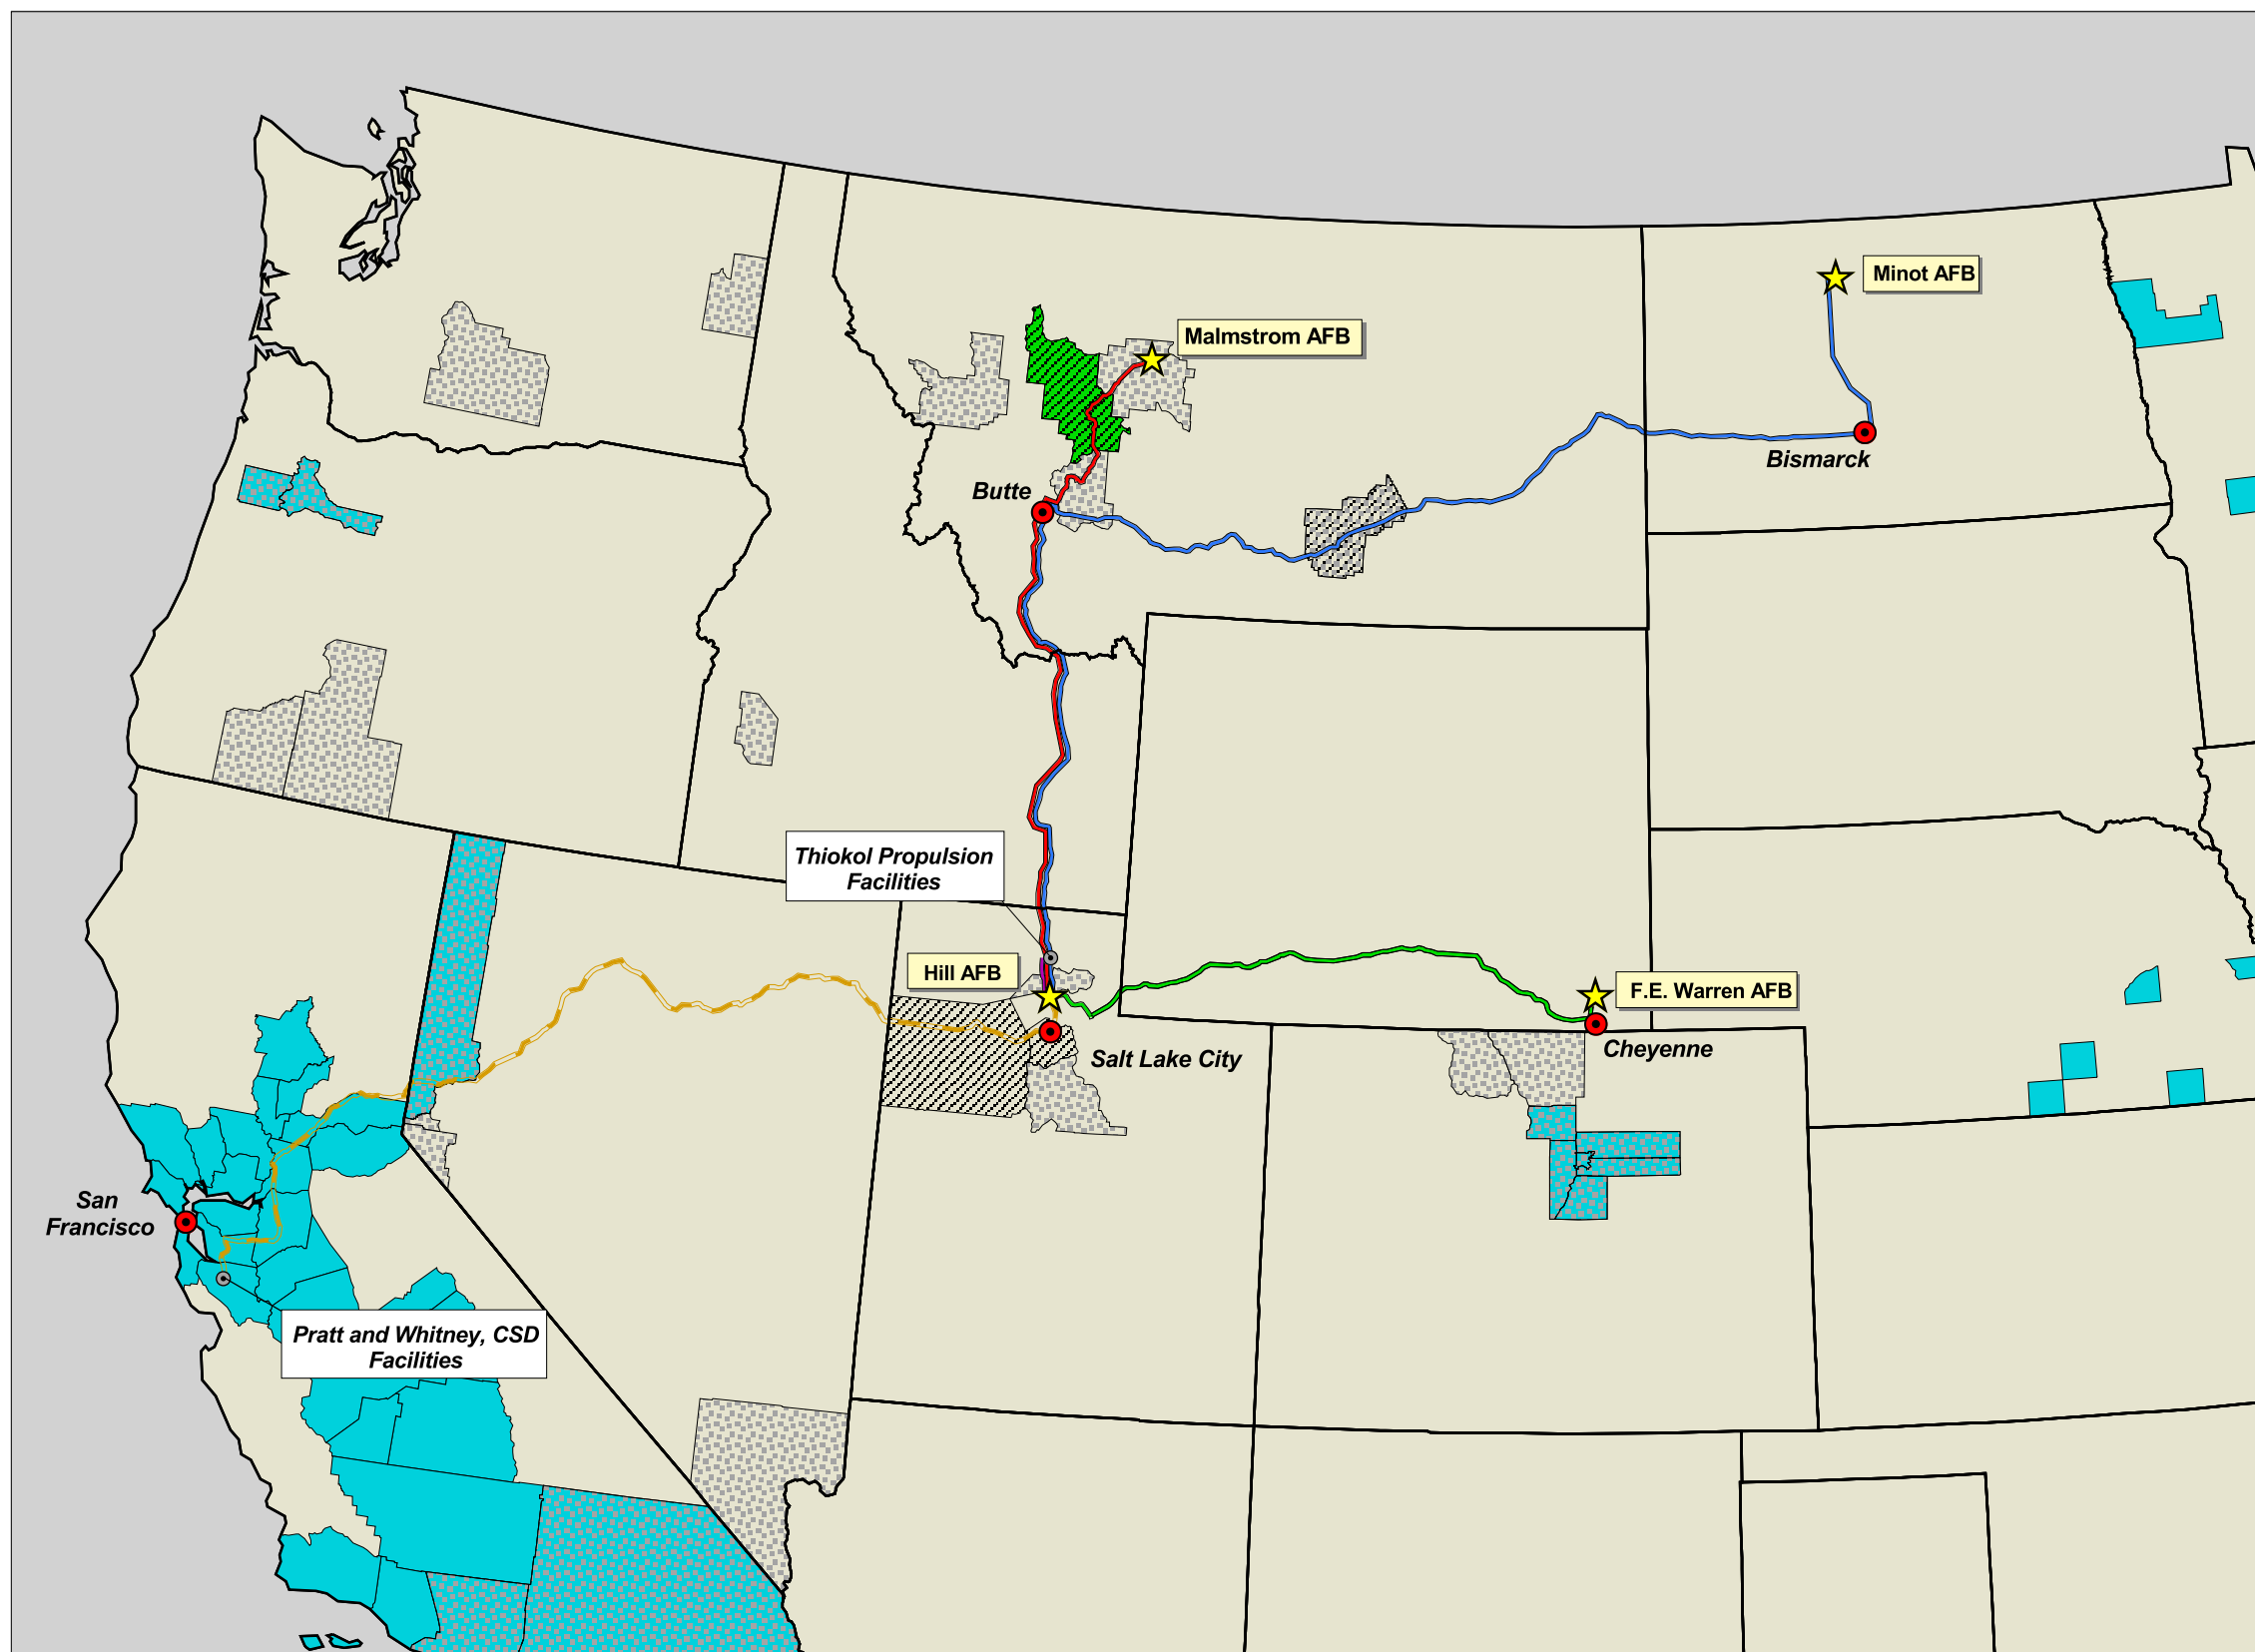 Minot AFB
Malmstrom AFB
Bismarck
Butte
Thiokol Propulsion
Facilities
Hill AFB
F.E. Warren AFB
Cheyenne
Salt Lake City
San
Francisco
Pratt and Whitney, CSD
Facilities